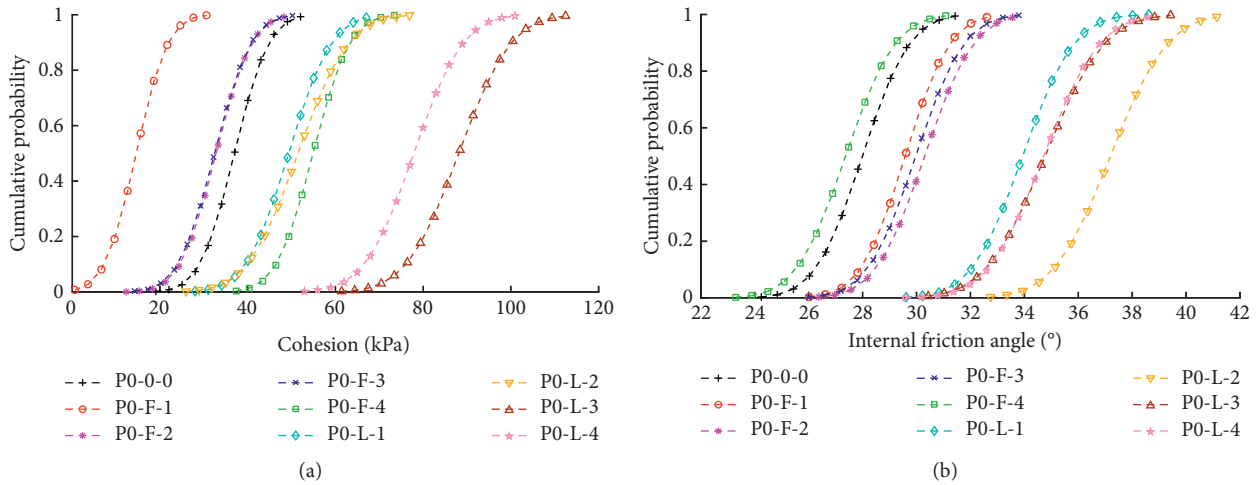 1
0.8
0.6
0.4
0.2
0
Cumulative probability
0 20 40 60 80 100 120
Cohesion (kPa)
P0-0-0 P0-F-3 P0-L-2
P0-F-1 P0-F-4 P0-L-3
P0-F-2 P0-L-1 P0-L-4
(a)
1
0.8
0.6
0.4
0.2
0
Cumulative probability
22 24 26 28 30 32 34 36 38 40 42
Internal friction angle (°)
P0-0-0 P0-F-3 P0-L-2
P0-F-1 P0-F-4 P0-L-3
P0-F-2 P0-L-1 P0-L-4
(b)